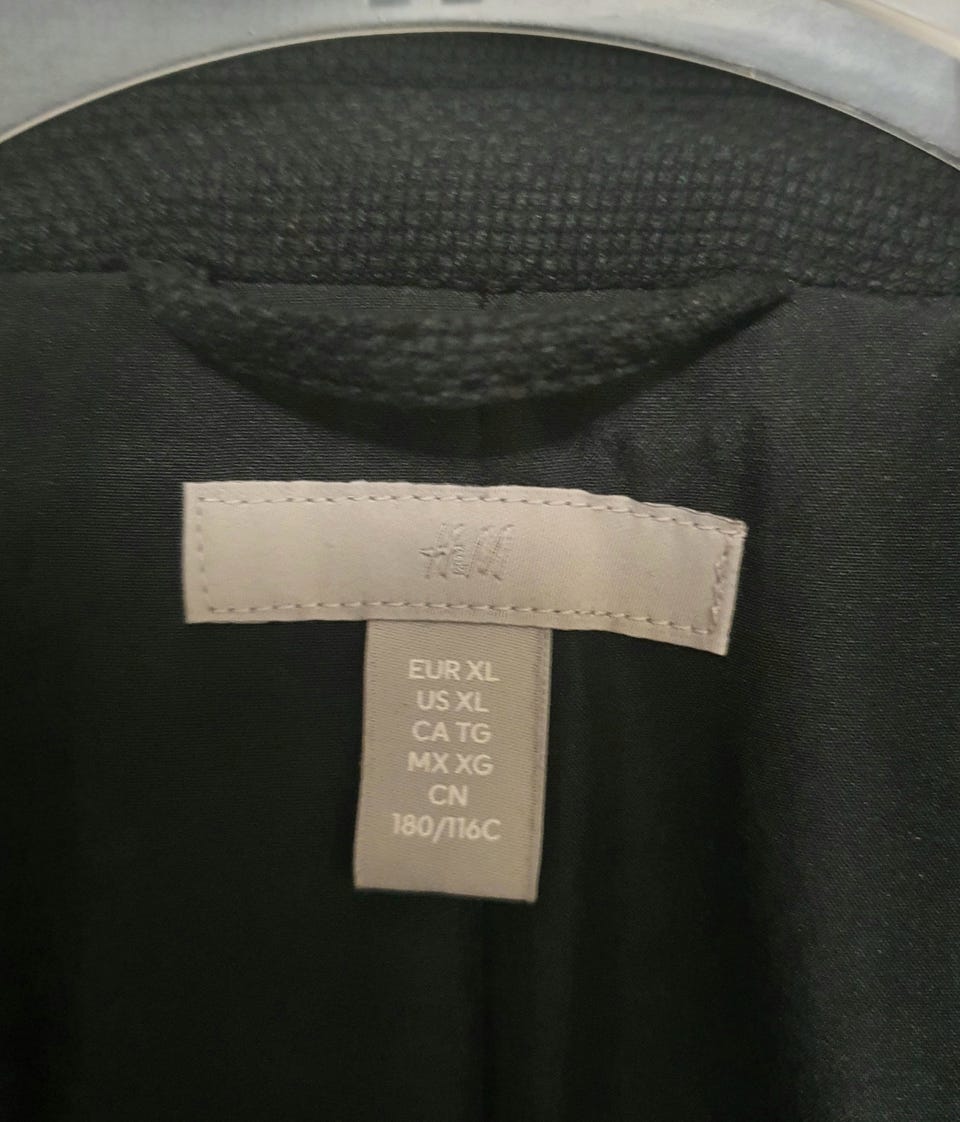 H&M
EUR XL
US XL
CA TG
MX XG
CN
180/116C